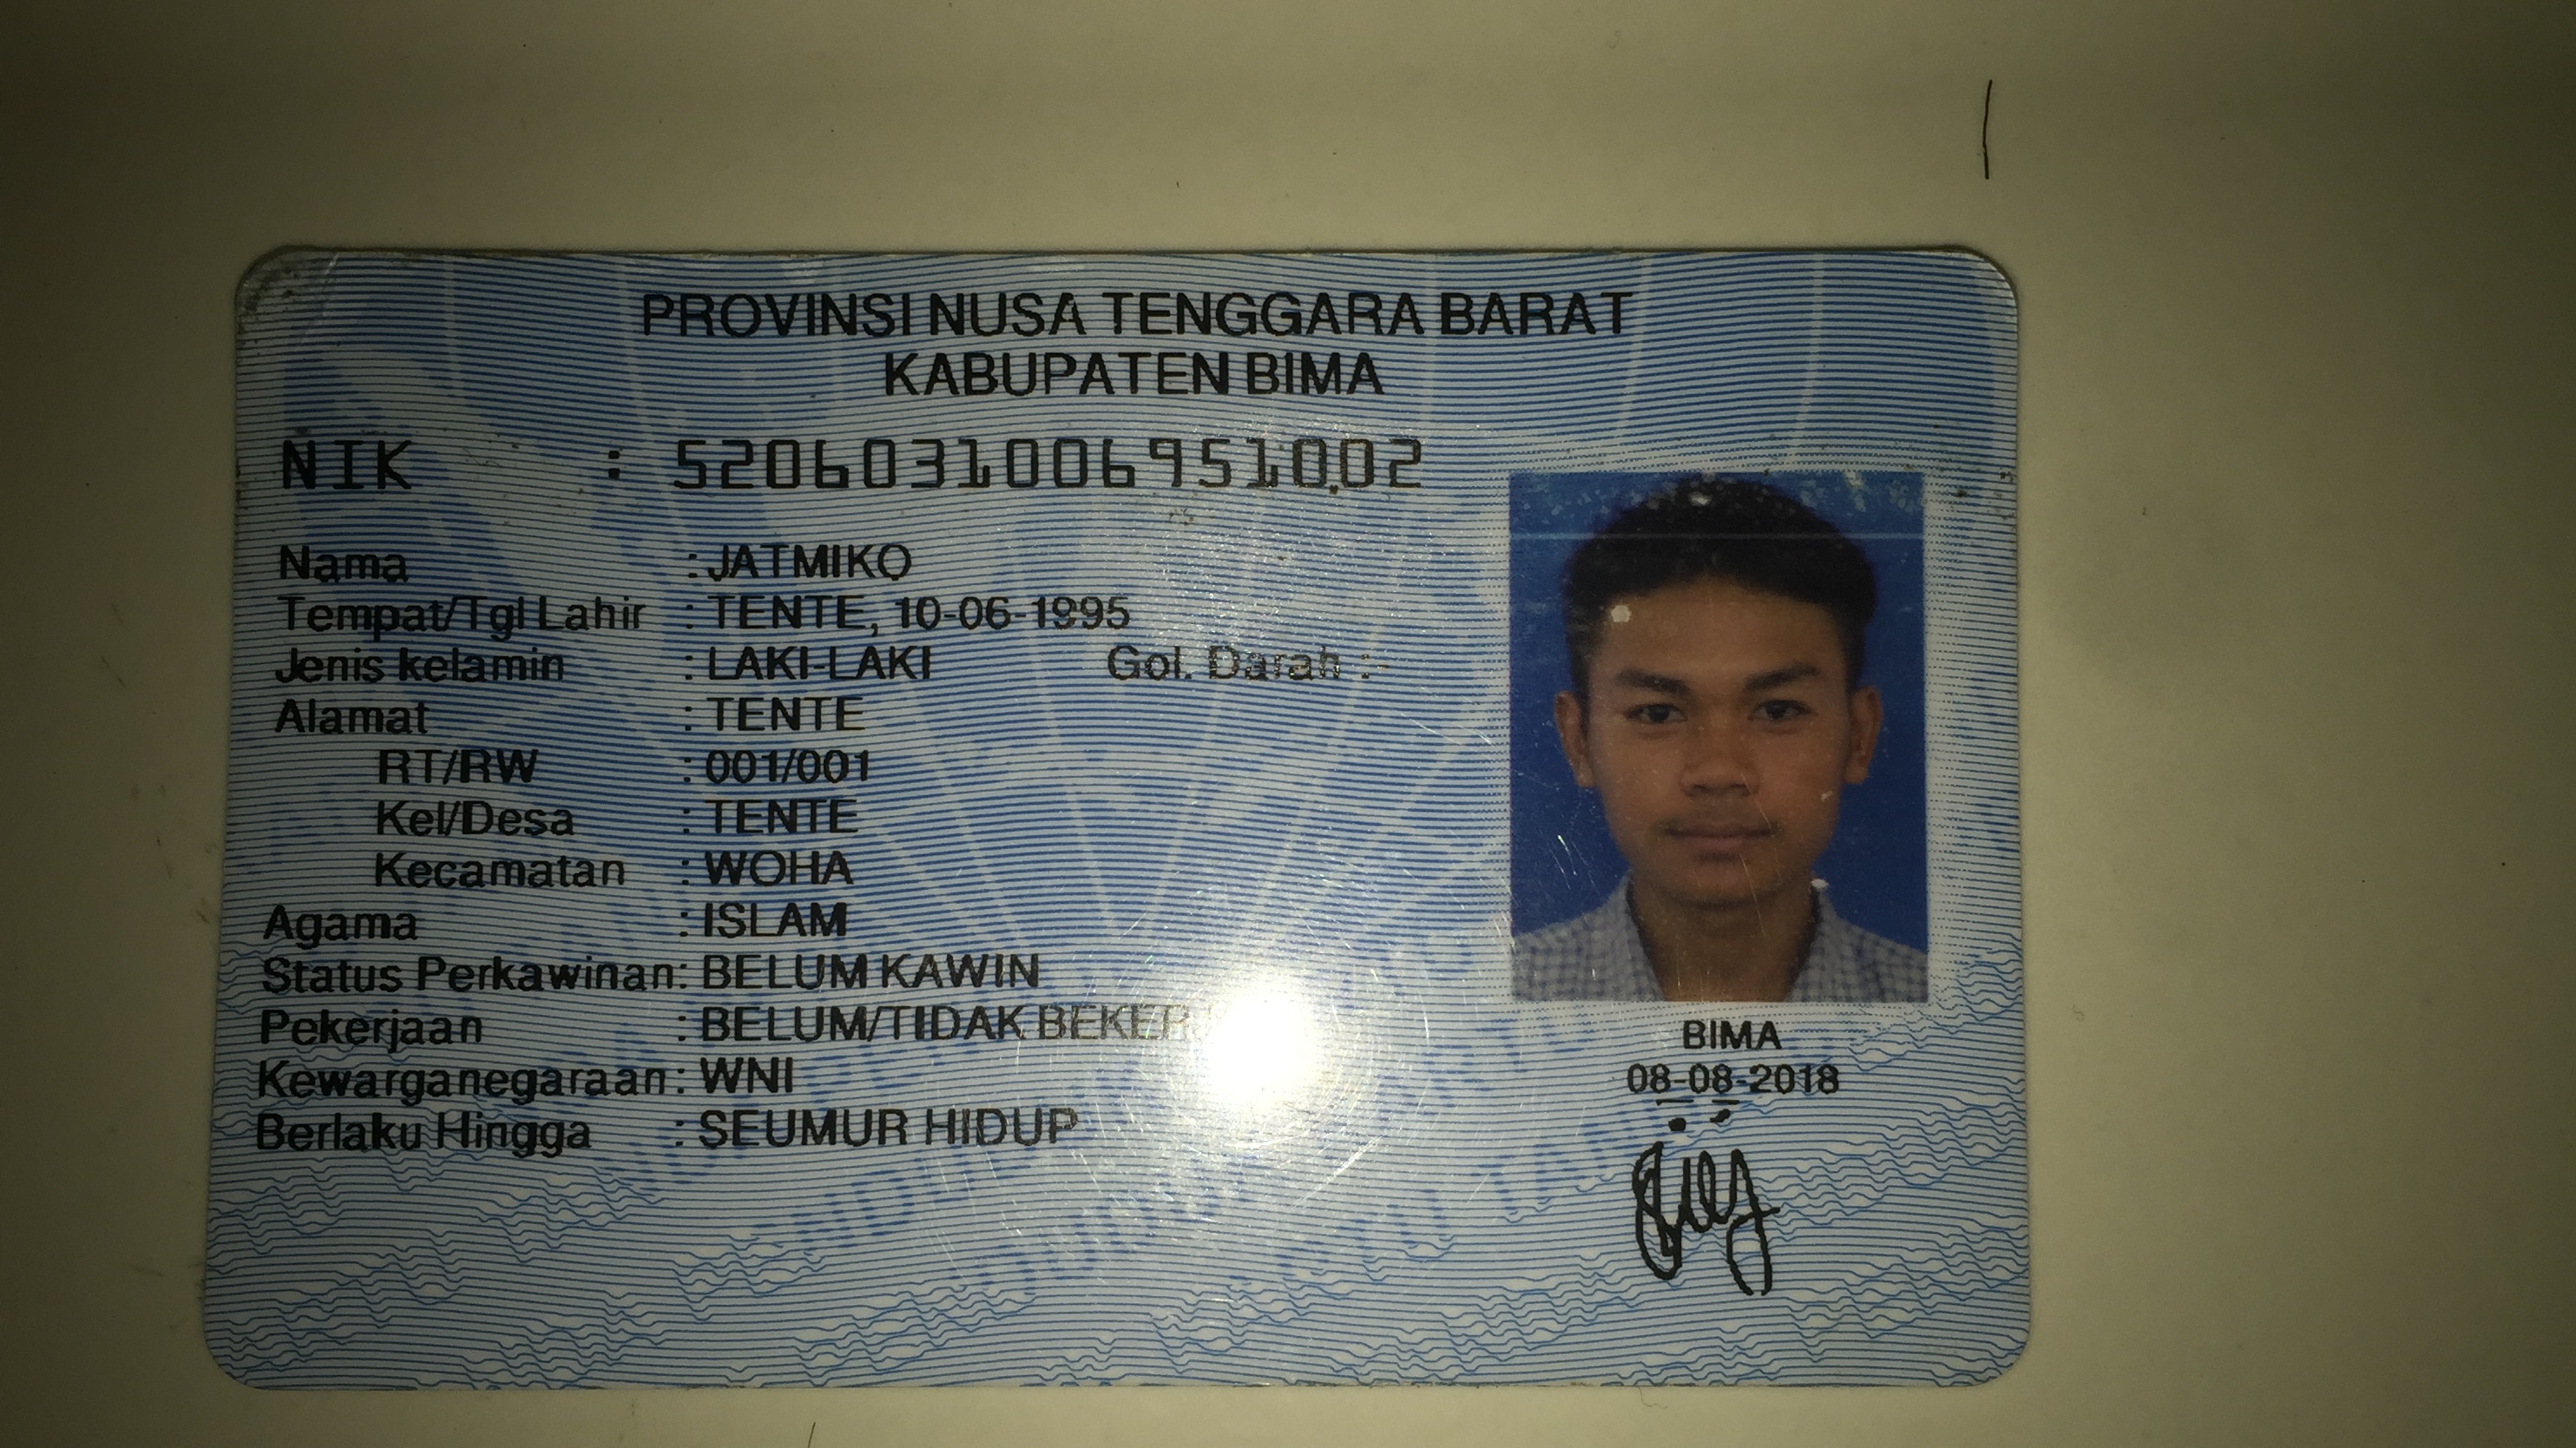 PROVINSI NUSA TENGGARA BARAT
KABUPATEN BIMA
NIK : 5206031006951002
Nama : JATMIKO
Tempat/Tgl Lahir : TENTE, 10-06-1995
Jenis kelamin : LAKI-LAKI Gol. Darah : -
Alamat : TENTE
RT/RW : 001/001
Kel/Desa : TENTE
Kecamatan : WOHA
Agama : ISLAM
Status Perkawinan: BELUM KAWIN
Pekerjaan : BELUM/TIDAK
Kewarganegaraan: WNI
Berlaku Hingga : SEUMUR HIDUP
BIMA
08-08-2018